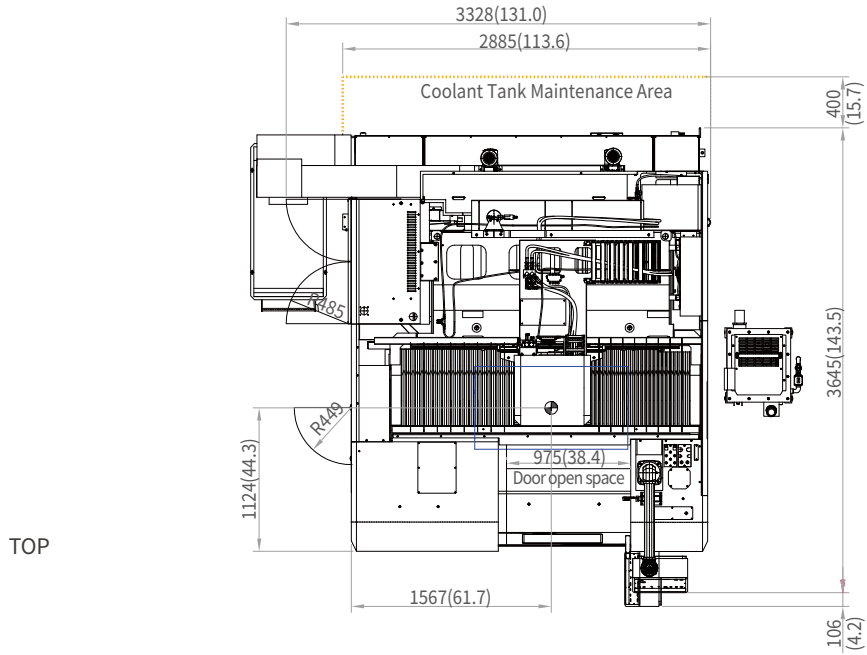 3328(131.0)
2885(113.6)
Coolant Tank Maintenance Area
400
(15.7)
R485
3645(143.5)
R449
1124(44.3)
975(38.4)
Door open space
TOP
1567(61.7)
106
(4.2)